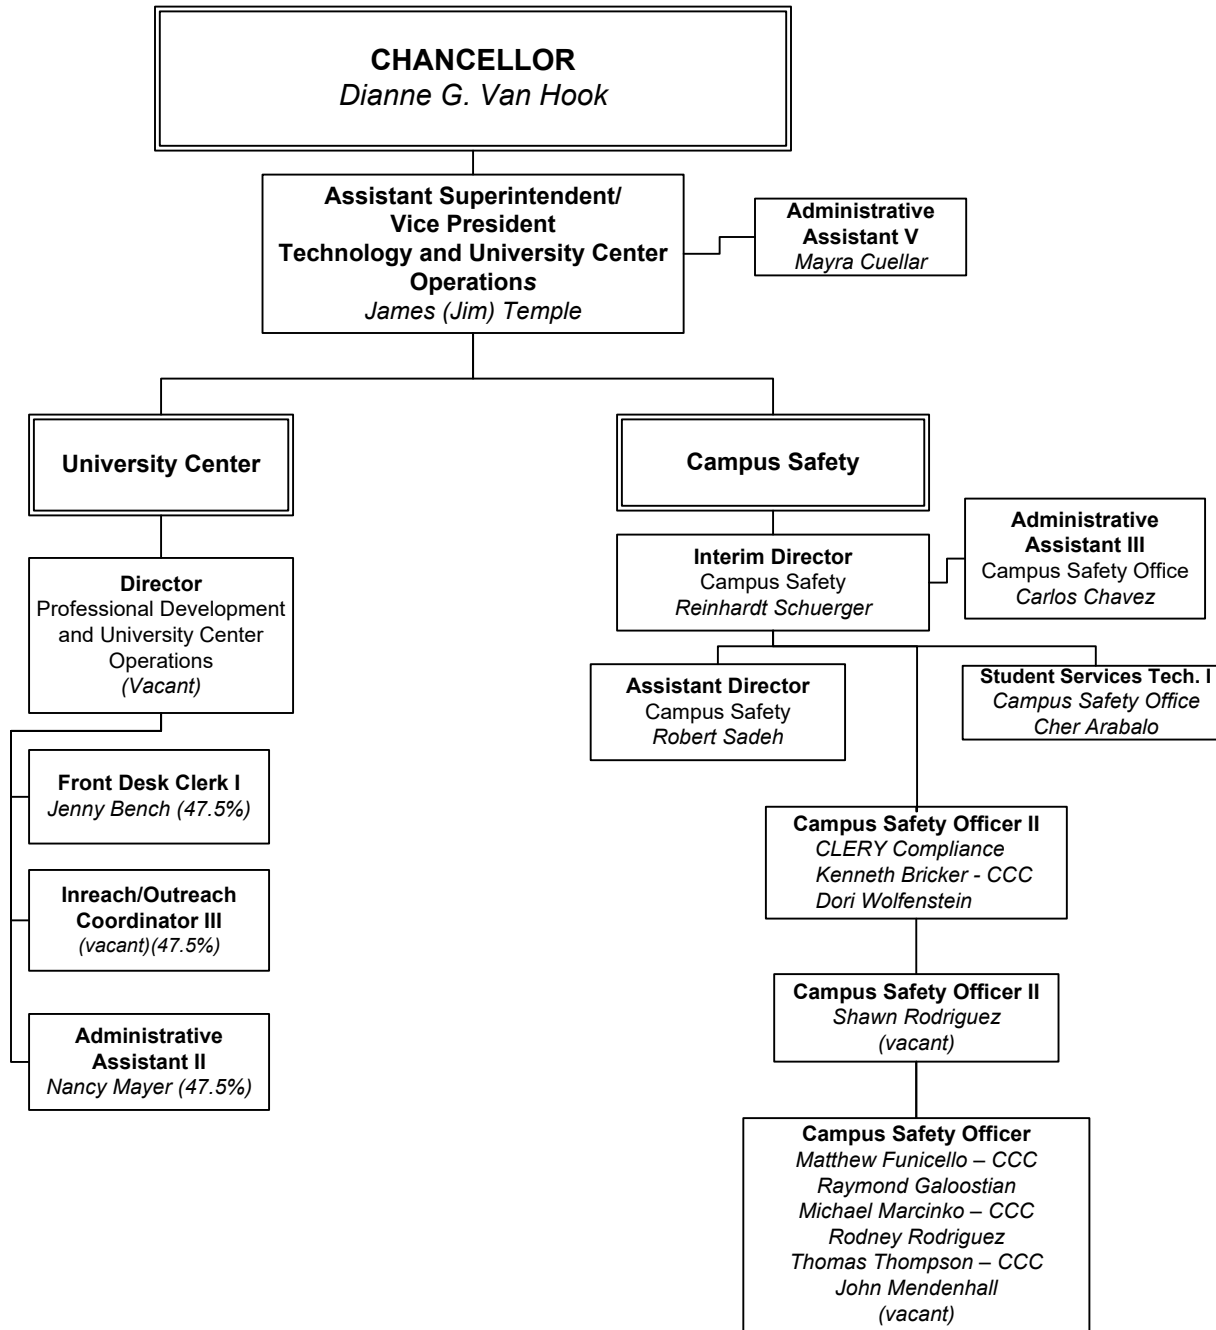 CHANCELLOR
Dianne G. Van Hook
Assistant Superintendent/
Vice President
Technology and University Center
Operations
James (Jim) Temple
Administrative
Assistant V
Mayra Cuellar
University Center
Director
Professional Development
and University Center
Operations
(Vacant)
Front Desk Clerk I
Jenny Bench (47.5%)
Inreach/Outreach
Coordinator III
(vacant)(47.5%)
Administrative
Assistant II
Nancy Mayer (47.5%)
Campus Safety
Interim Director
Campus Safety
Reinhardt Schuerger
Administrative
Assistant III
Campus Safety Office
Carlos Chavez
Assistant Director
Campus Safety
Robert Sadeh
Student Services Tech. I
Campus Safety Office
Cher Arabalo
Campus Safety Officer II
CLERY Compliance
Kenneth Bricker - CCC
Dori Wolfenstein
Campus Safety Officer II
Shawn Rodriguez
(vacant)
Campus Safety Officer
Matthew Funicello – CCC
Raymond Galoostian
Michael Marcinko – CCC
Rodney Rodriguez
Thomas Thompson – CCC
John Mendenhall
(vacant)